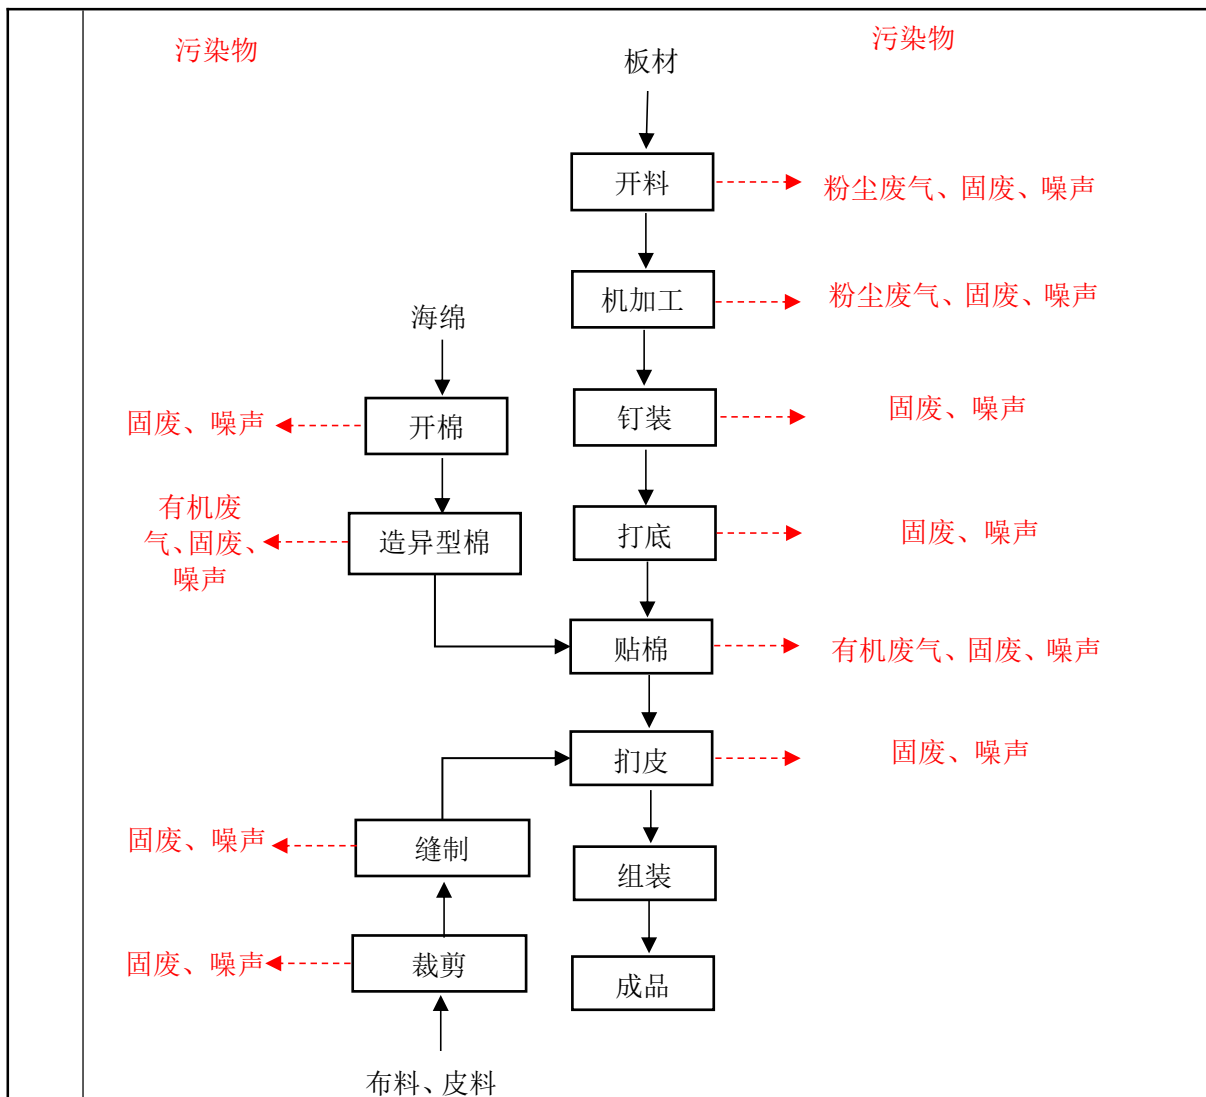 污染物
污染物
板材
开料
粉尘废气、固废、噪声
机加工
粉尘废气、固废、噪声
海绵
钉装
固废、噪声
开棉
固废、噪声
有机废
气、固废、
噪声
造异型棉
打底
固废、噪声
贴棉
有机废气、固废、噪声
扪皮
固废、噪声
固废、噪声
缝制
组装
固废、噪声
裁剪
成品
布料、皮料